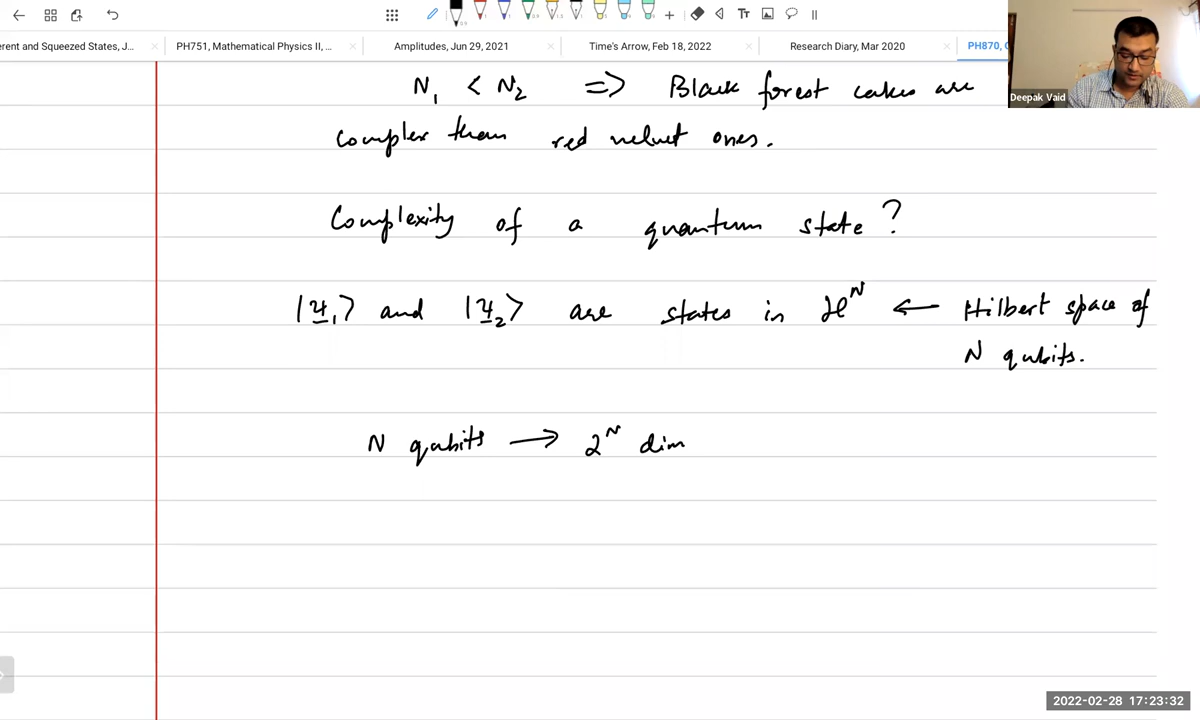 erent and Squeezed States, J... PH751, Mathematical Physics II, ... Amplitudes, Jun 29, 2021 Time's Arrow, Feb 18, 2022 Research Diary, Mar 2020 PH870,
Deepak Vaid
N₁ < N₂ ⇒ Black forest cakes are
complex than red velvet ones.
Complexity of a quantum state?
|Ψ₁⟩ and |Ψ₂⟩ are states in ℋᴺ ← Hilbert space of
N qubits.
N qubits → 2ᴺ dim
2022-02-28 17:23:32